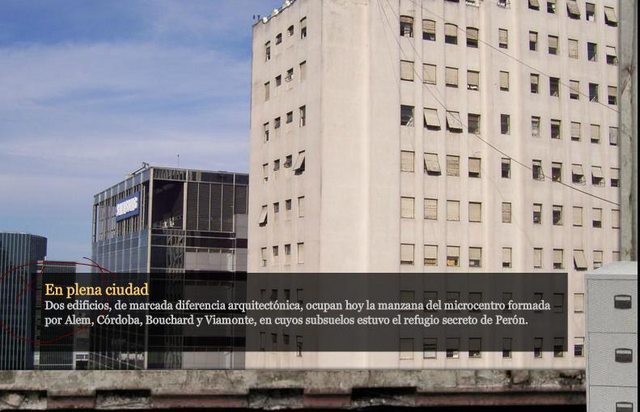 En plena ciudad
Dos edificios, de marcada diferencia arquitectónica, ocupan hoy la manzana del microcentro formada
por Alem, Córdoba, Bouchard y Viamonte, en cuyos subsuelos estuvo el refugio secreto de Perón.